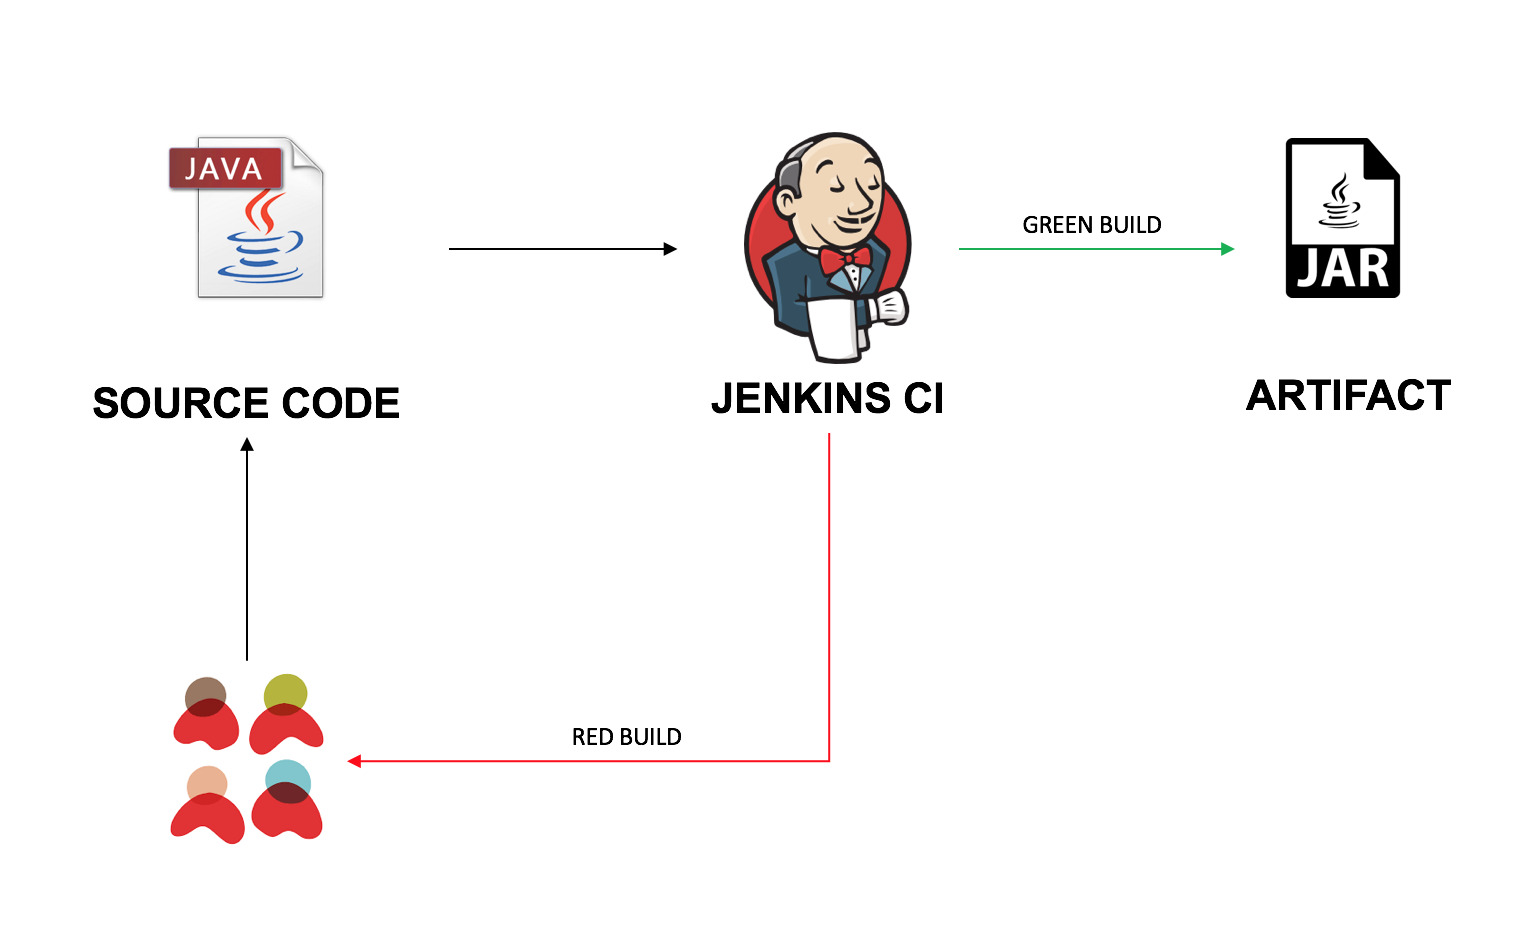 JAVA
GREEN BUILD
JAR
SOURCE CODE
JENKINS CI
ARTIFACT
RED BUILD